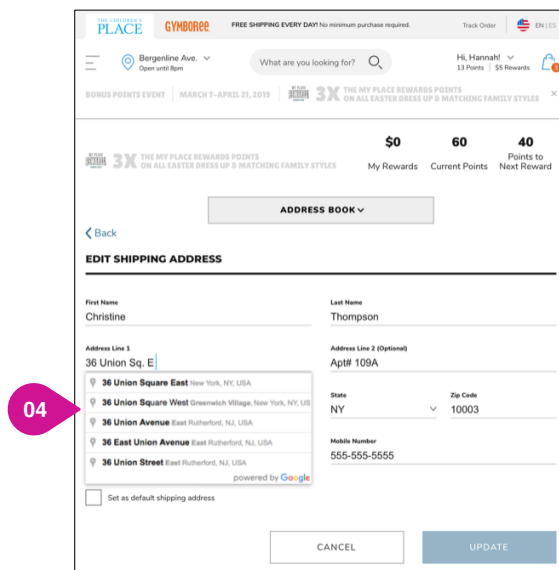 THE CHILDREN'S
PLACE
GYMBOREE
FREE SHIPPING EVERY DAY! No minimum purchase required.
Track Order
EN | ES
Bergenline Ave.
Open until 8pm
What are you looking for?
Hi, Hannah!
13 Points | $5 Rewards
BONUS POINTS EVENT | MARCH 7–APRIL 21, 2019
3X THE MY PLACE REWARDS POINTS
ON ALL EASTER DRESS UP & MATCHING FAMILY STYLES
×
3X THE MY PLACE REWARDS POINTS
ON ALL EASTER DRESS UP & MATCHING FAMILY STYLES
$0
My Rewards
60
Current Points
40
Points to
Next Reward
ADDRESS BOOK
Back
EDIT SHIPPING ADDRESS
First Name
Christine
Last Name
Thompson
Address Line 1
36 Union Sq. E
Address Line 2 (Optional)
Apt# 109A
36 Union Square East New York, NY, USA
36 Union Square West Greenwich Village, New York, NY, US
36 Union Avenue East Rutherford, NJ, USA
36 East Union Avenue East Rutherford, NJ, USA
36 Union Street East Rutherford, NJ, USA
powered by Google
State
NY
Zip Code
10003
Mobile Number
555-555-5555
04
Set as default shipping address
CANCEL
UPDATE